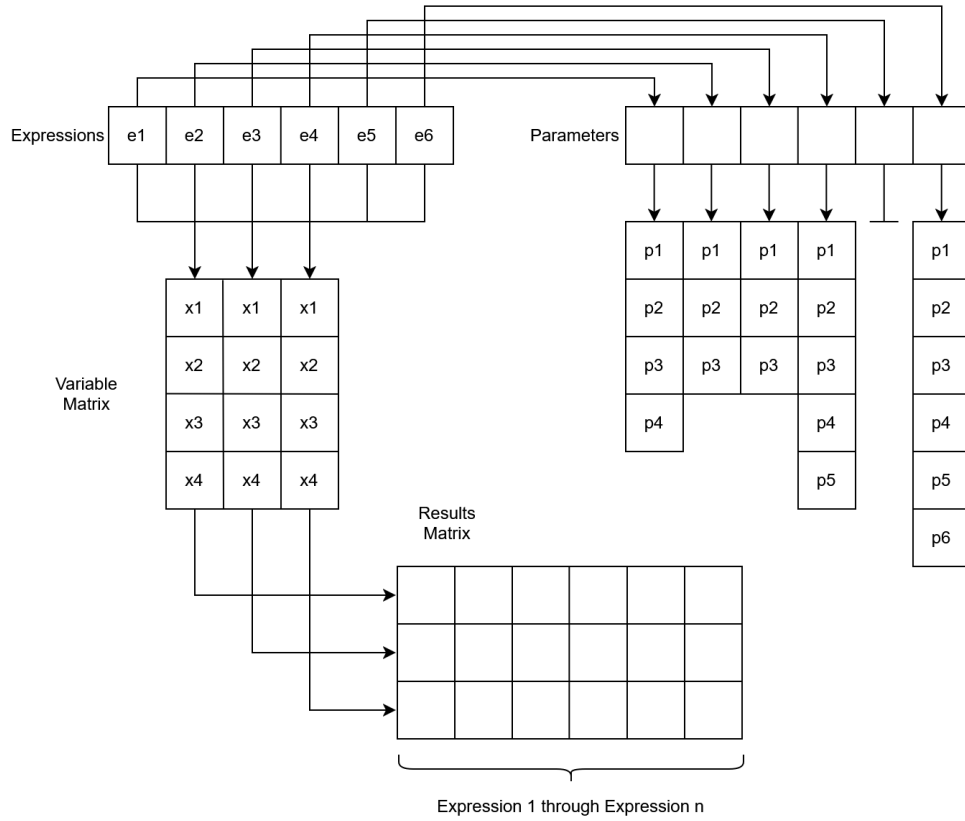 Expressions e1 e2 e3 e4 e5 e6 Parameters
p1 p1 p1 p1 p1
x1 x1 x1 p2 p2 p2 p2 p2
x2 x2 x2 p3 p3 p3 p3 p3
Variable
Matrix
x3 x3 x3 p4 p4 p4
x4 x4 x4 p5 p5
Results
Matrix
p6
Expression 1 through Expression n